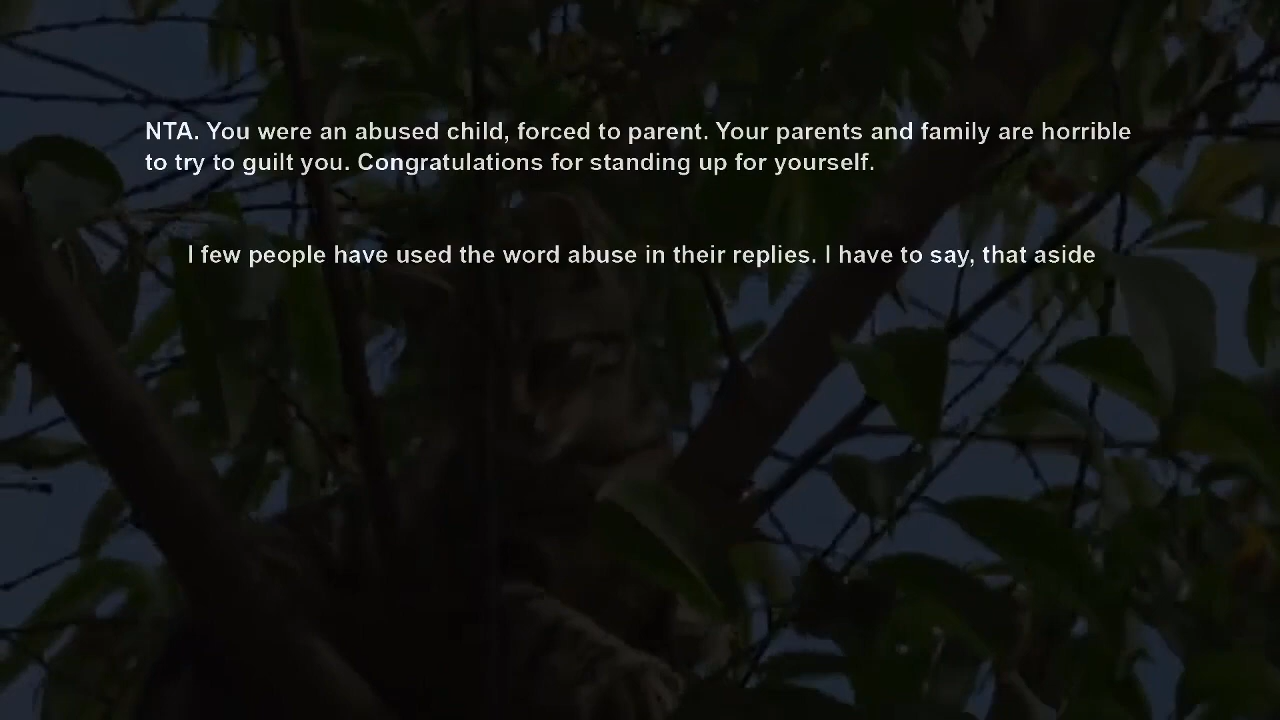 NTA. You were an abused child, forced to parent. Your parents and family are horrible
to try to guilt you. Congratulations for standing up for yourself.
I few people have used the word abuse in their replies. I have to say, that aside